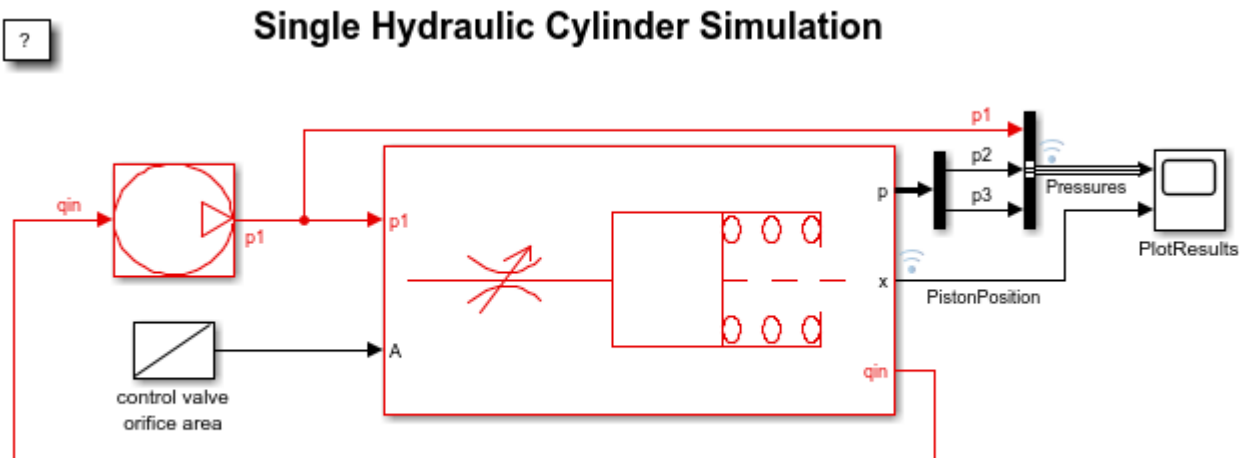 Single Hydraulic Cylinder Simulation
?
p1
p2
p3
Pressures
PlotResults
qin
p1
p1
p
x
PistonPosition
A
qin
control valve
orifice area